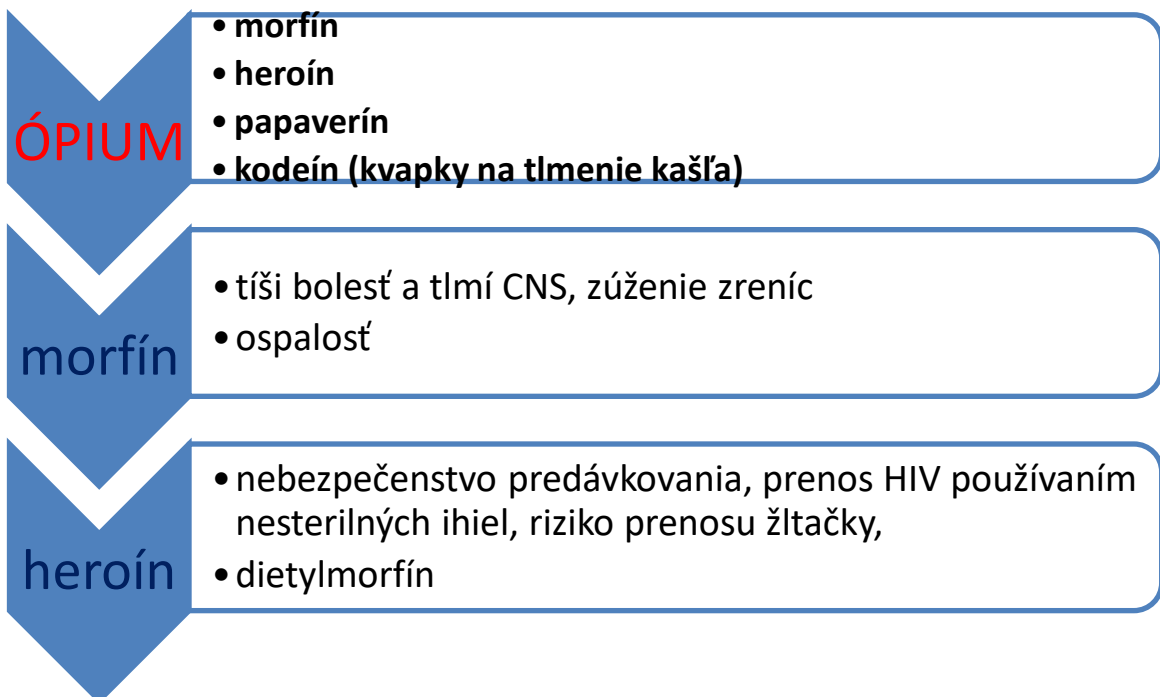 ÓPIUM
• morfín
• heroín
• papaverín
• kodeín (kvapky na tlmenie kašľa)
morfín
• tíši bolesť a tlmí CNS, zúženie zreníc
• ospalosť
heroín
• nebezpečenstvo predávkovania, prenos HIV používaním
nesterilných ihiel, riziko prenosu žltačky,
• dietylmorfín